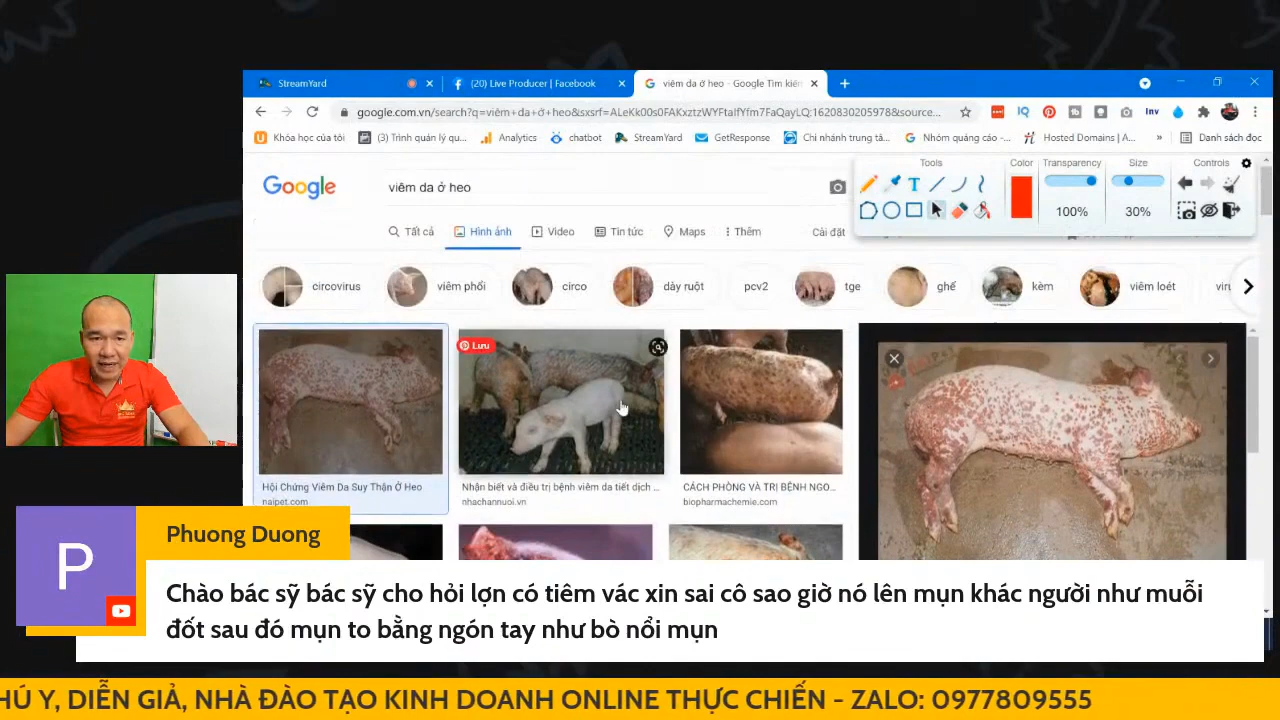 StreamYard
(20) Live Producer | Facebook
viêm da ở heo - Google Tìm kiếm
google.com.vn/search?q=viêm+da+ở+heo&sxsrf=ALeKk00s0FAKxztzWYFtaIfYfm7FaQayLQ:1620830205978&source...
Khóa học của tôi
(3) Trình quản lý qu...
Analytics
chatbot
StreamYard
GetResponse
Chi nhánh trung tâ...
Nhóm quảng cáo -...
Hosted Domains | A...
Danh sách đọc
Inv
Tools
Color
Transparency
Size
Controls
100%
30%
Google
viêm da ở heo
Tất cả
Hình ảnh
Video
Tin tức
Maps
Thêm
Cài đặt
circovirus
viêm phổi
circo
dày ruột
pcv2
tge
ghẻ
kèm
viêm loét
Lưu
Hội Chứng Viêm Da Suy Thận Ở Heo
naipet.com
Nhận biết và điều trị bệnh viêm da tiết dịch ...
nhachannuoi.vn
CÁCH PHÒNG VÀ TRỊ BỆNH NGO...
biopharmachemie.com
P
Phuong Duong
Chào bác sỹ bác sỹ cho hỏi lợn có tiêm vác xin sai cô sao giờ nó lên mụn khác người như muỗi
đốt sau đó mụn to bằng ngón tay như bò nổi mụn
HÚ Y, DIỄN GIẢ, NHÀ ĐÀO TẠO KINH DOANH ONLINE THỰC CHIẾN - ZALO: 0977809555